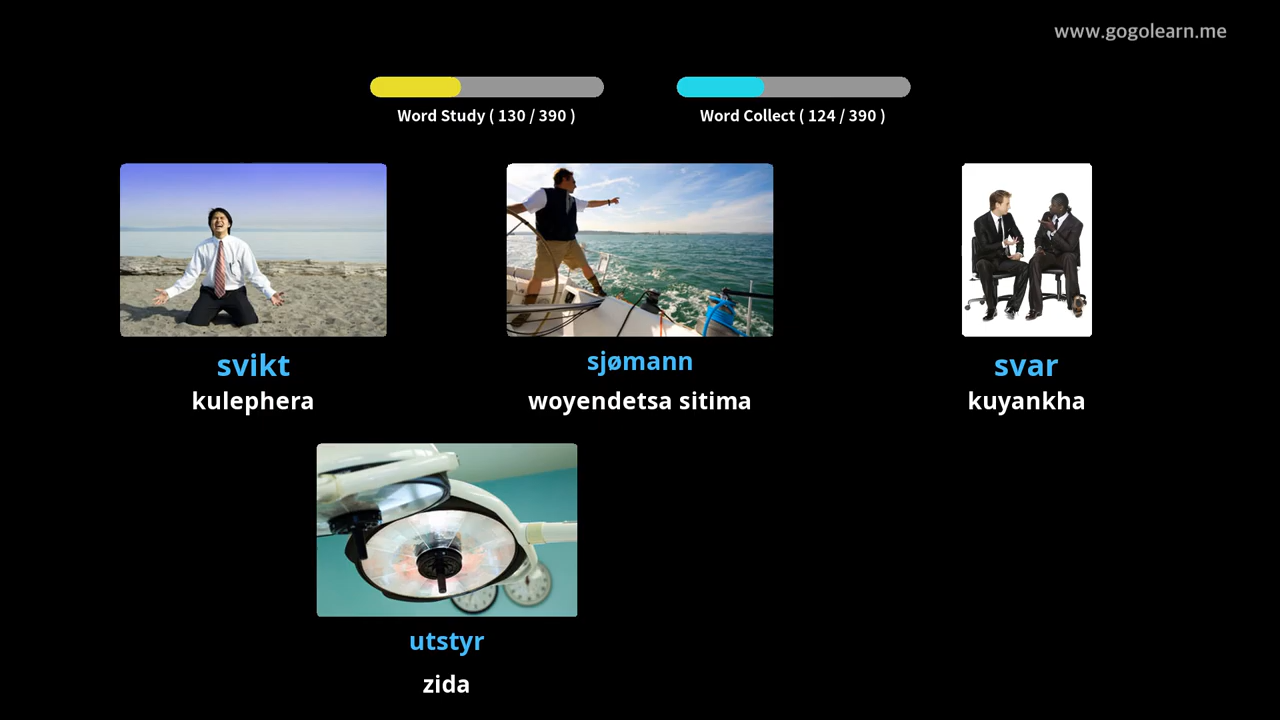 www.gogolearn.me
Word Study ( 130 / 390 )
Word Collect ( 124 / 390 )
svikt
kulephera
sjømann
woyendetsa sitima
svar
kuyankha
utstyr
zida